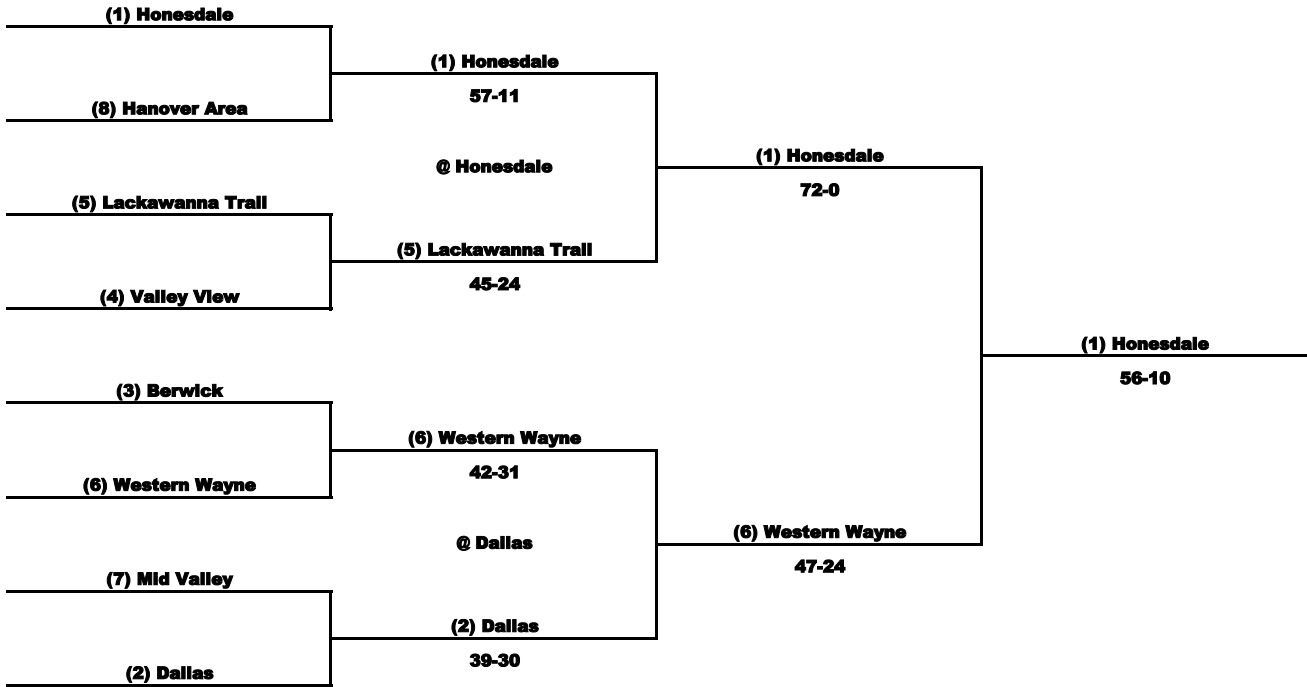 (1) Honesdale
(1) Honesdale
57-11
(8) Hanover Area
@ Honesdale
(1) Honesdale
72-0
(5) Lackawanna Trail
(5) Lackawanna Trail
45-24
(4) Valley View
(1) Honesdale
56-10
(3) Berwick
(6) Western Wayne
42-31
(6) Western Wayne
@ Dallas
(6) Western Wayne
47-24
(7) Mid Valley
(2) Dallas
39-30
(2) Dallas